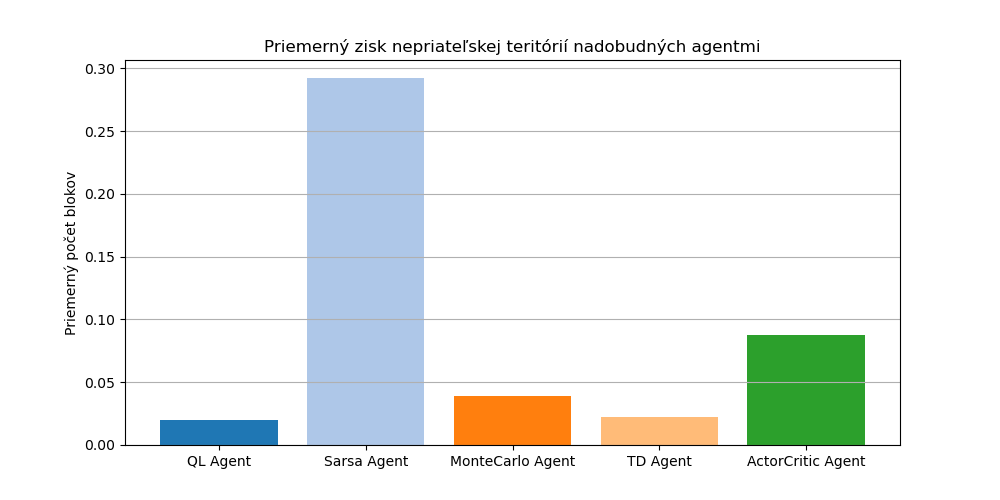 Priemerný zisk nepriateľskej teritórií nadobudných agentmi
Priemerný počet blokov
0.30
0.25
0.20
0.15
0.10
0.05
0.00
QL Agent
Sarsa Agent
MonteCarlo Agent
TD Agent
ActorCritic Agent